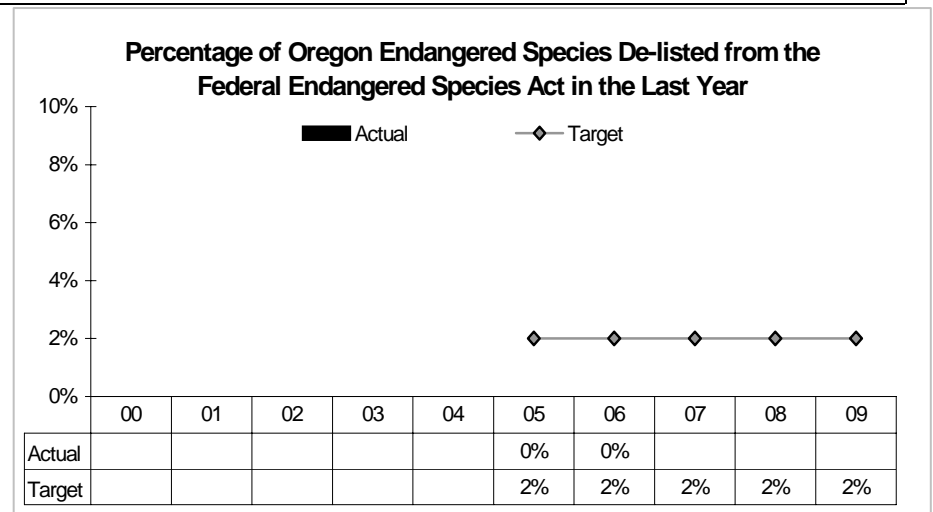 Percentage of Oregon Endangered Species De-listed from the
Federal Endangered Species Act in the Last Year
Actual Target
10%
8%
6%
4%
2%
0%
00 01 02 03 04 05 06 07 08 09
Actual 0% 0%
Target 2% 2% 2% 2% 2%